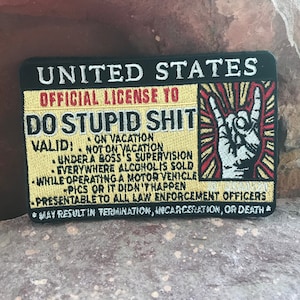 UNITED STATES
OFFICIAL LICENSE TO
DO STUPID SHIT
VALID: • ON VACATION
• NOT ON VACATION
• UNDER A BOSS'S SUPERVISION
• EVERYWHERE ALCOHOL IS SOLD
• WHILE OPERATING A MOTOR VEHICLE
• PICS OR IT DIDN'T HAPPEN
• PRESENTABLE TO ALL LAW ENFORCEMENT OFFICERS
* MAY RESULT IN TERMINATION, INCARCERATION, OR DEATH *